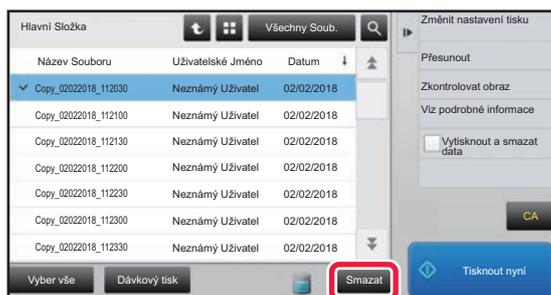 Hlavní Složka
Všechny Soub.
Název Souboru Uživatelské Jméno Datum
Copy_02022018_112030 Neznámý Uživatel 02/02/2018
Copy_02022018_112100 Neznámý Uživatel 02/02/2018
Copy_02022018_112130 Neznámý Uživatel 02/02/2018
Copy_02022018_112200 Neznámý Uživatel 02/02/2018
Copy_02022018_112230 Neznámý Uživatel 02/02/2018
Copy_02022018_112300 Neznámý Uživatel 02/02/2018
Copy_02022018_112330 Neznámý Uživatel 02/02/2018
Vyber vše
Dávkový tisk
Smazat
Změnit nastavení tisku
Přesunout
Zkontrolovat obraz
Viz podrobné informace
Vytisknout a smazat
data
CA
Tisknout nyní